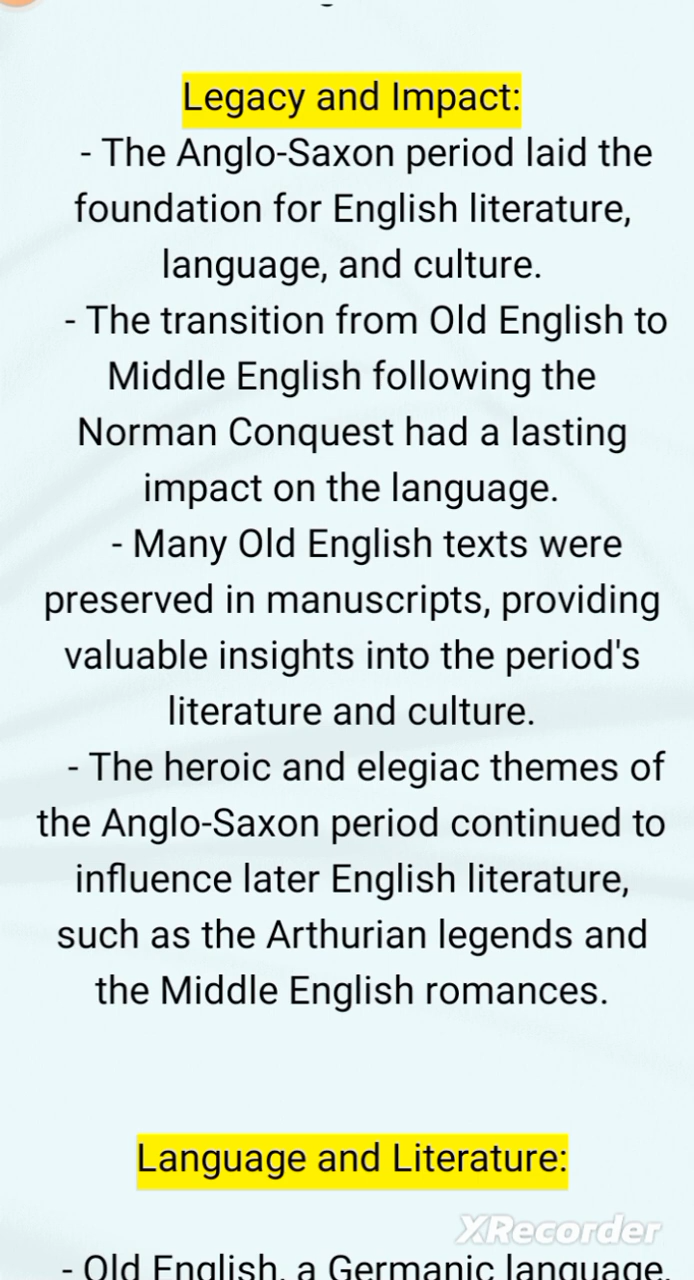 Legacy and Impact:
- The Anglo-Saxon period laid the
foundation for English literature,
language, and culture.
- The transition from Old English to
Middle English following the
Norman Conquest had a lasting
impact on the language.
- Many Old English texts were
preserved in manuscripts, providing
valuable insights into the period's
literature and culture.
- The heroic and elegiac themes of
the Anglo-Saxon period continued to
influence later English literature,
such as the Arthurian legends and
the Middle English romances.
Language and Literature:
XRecorder
- Old English, a Germanic language,